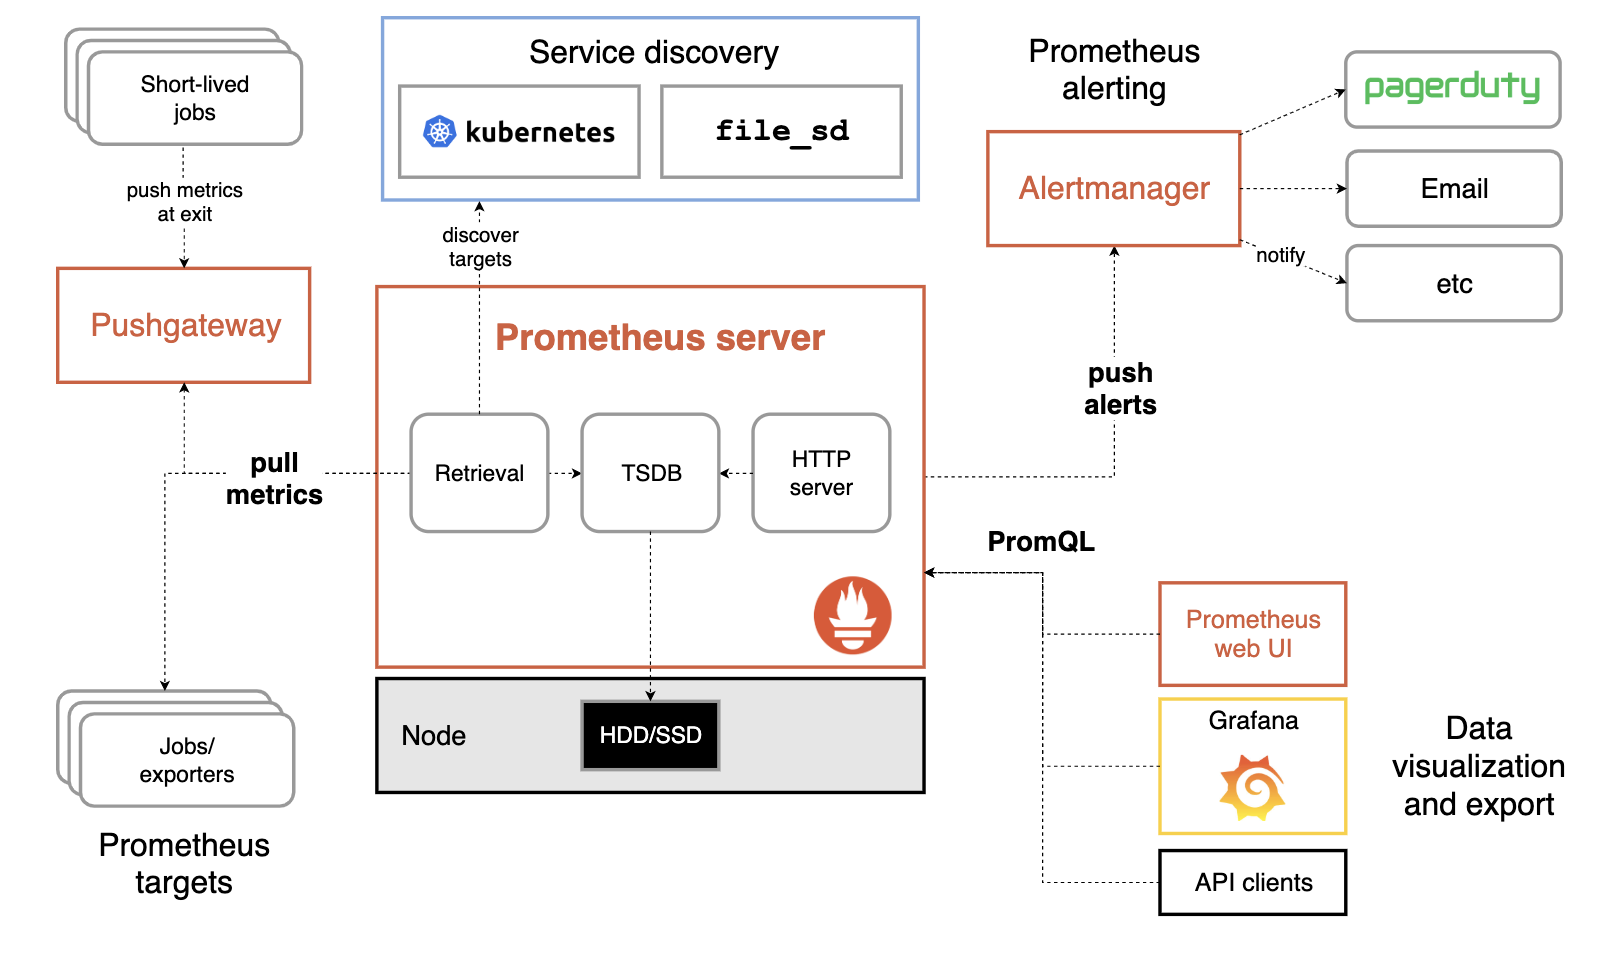 Short-lived
jobs
push metrics
at exit
Pushgateway
pull
metrics
Jobs/
exporters
Prometheus
targets
Service discovery
kubernetes
file_sd
discover
targets
Prometheus server
Retrieval
TSDB
HTTP
server
Node
HDD/SSD
Prometheus
alerting
Alertmanager
pagerduty
Email
notify
etc
push
alerts
PromQL
Prometheus
web UI
Grafana
API clients
Data
visualization
and export